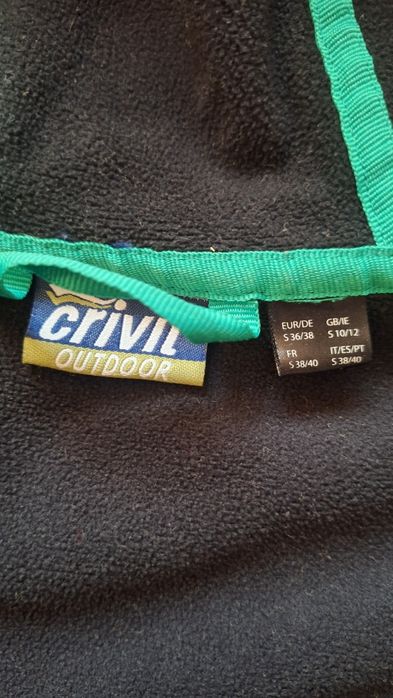 crivit
OUTDOOR
EUR/DE GB/IE
S 36/38 S 10/12
FR IT/ES/PT
S 38/40 S 38/40